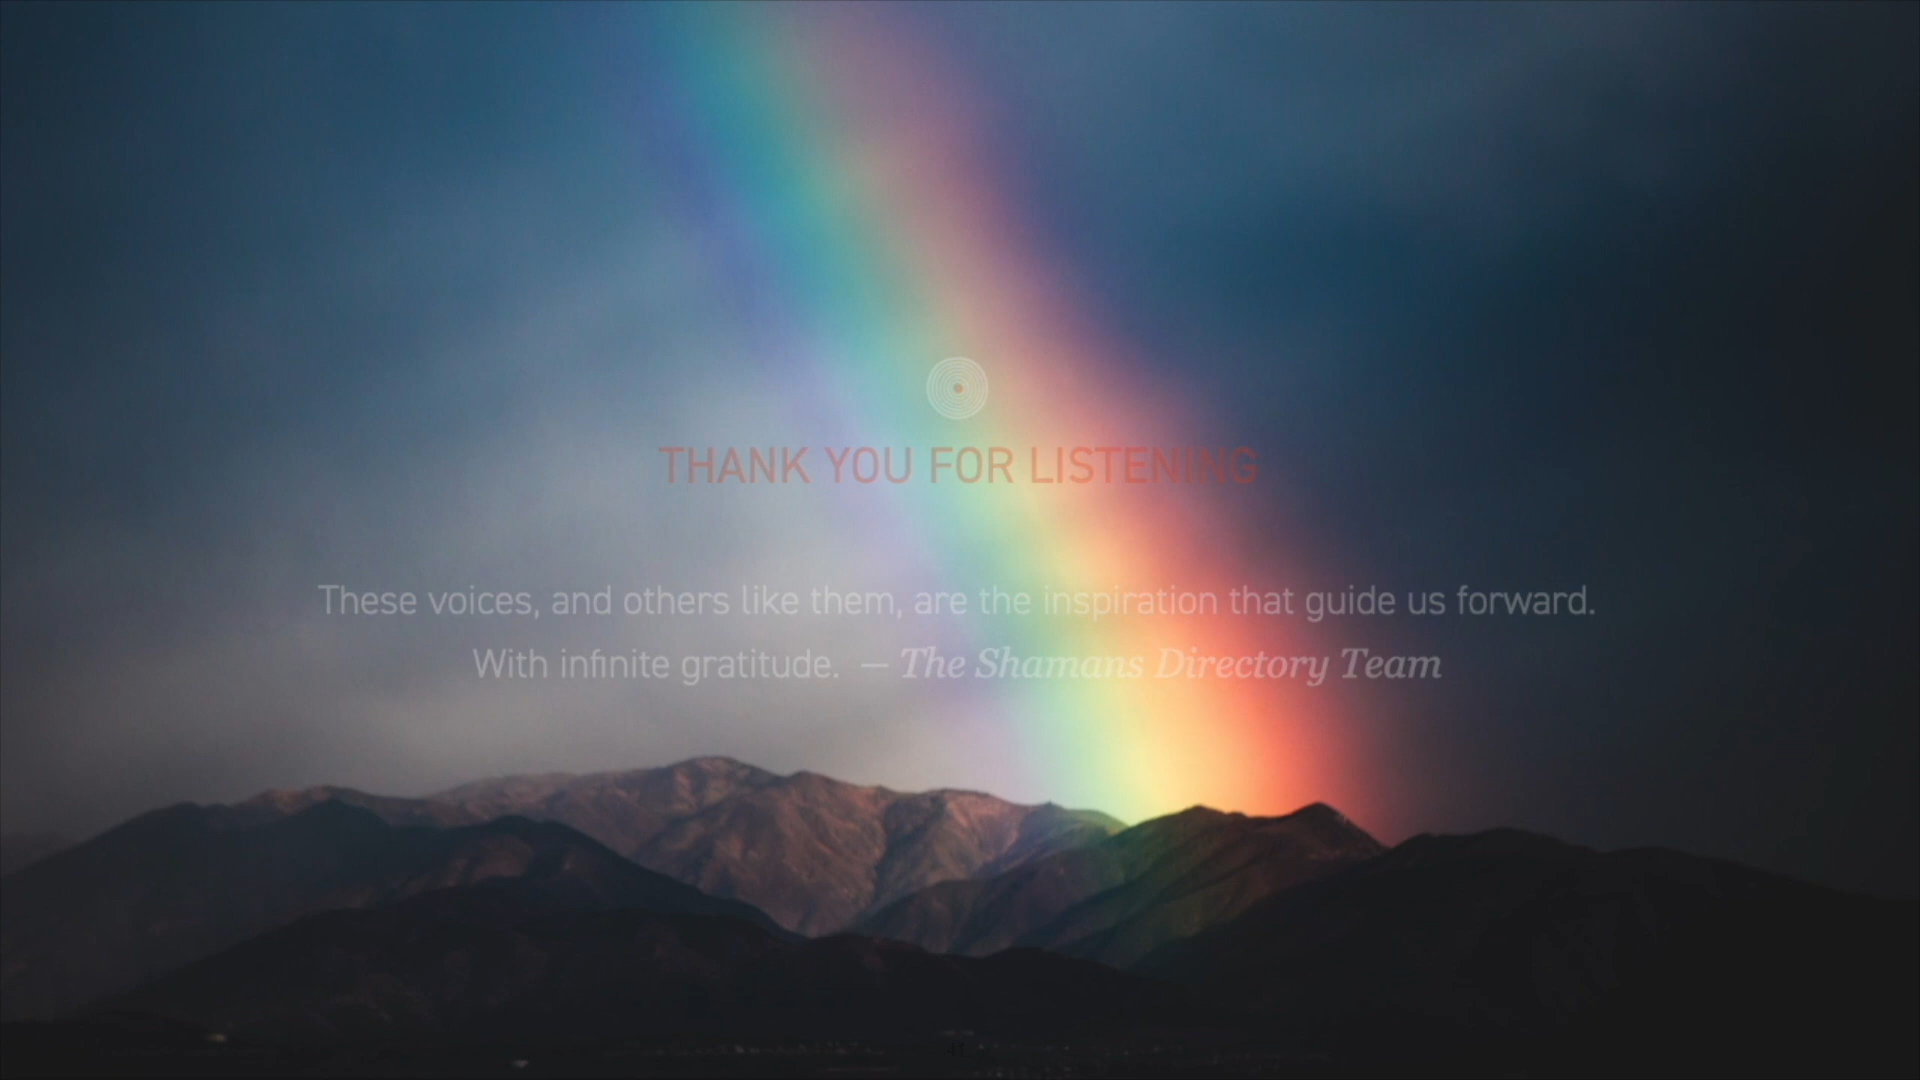 THANK YOU FOR LISTENING
These voices, and others like them, are the inspiration that guide us forward.
With infinite gratitude. — The Shamans Directory Team